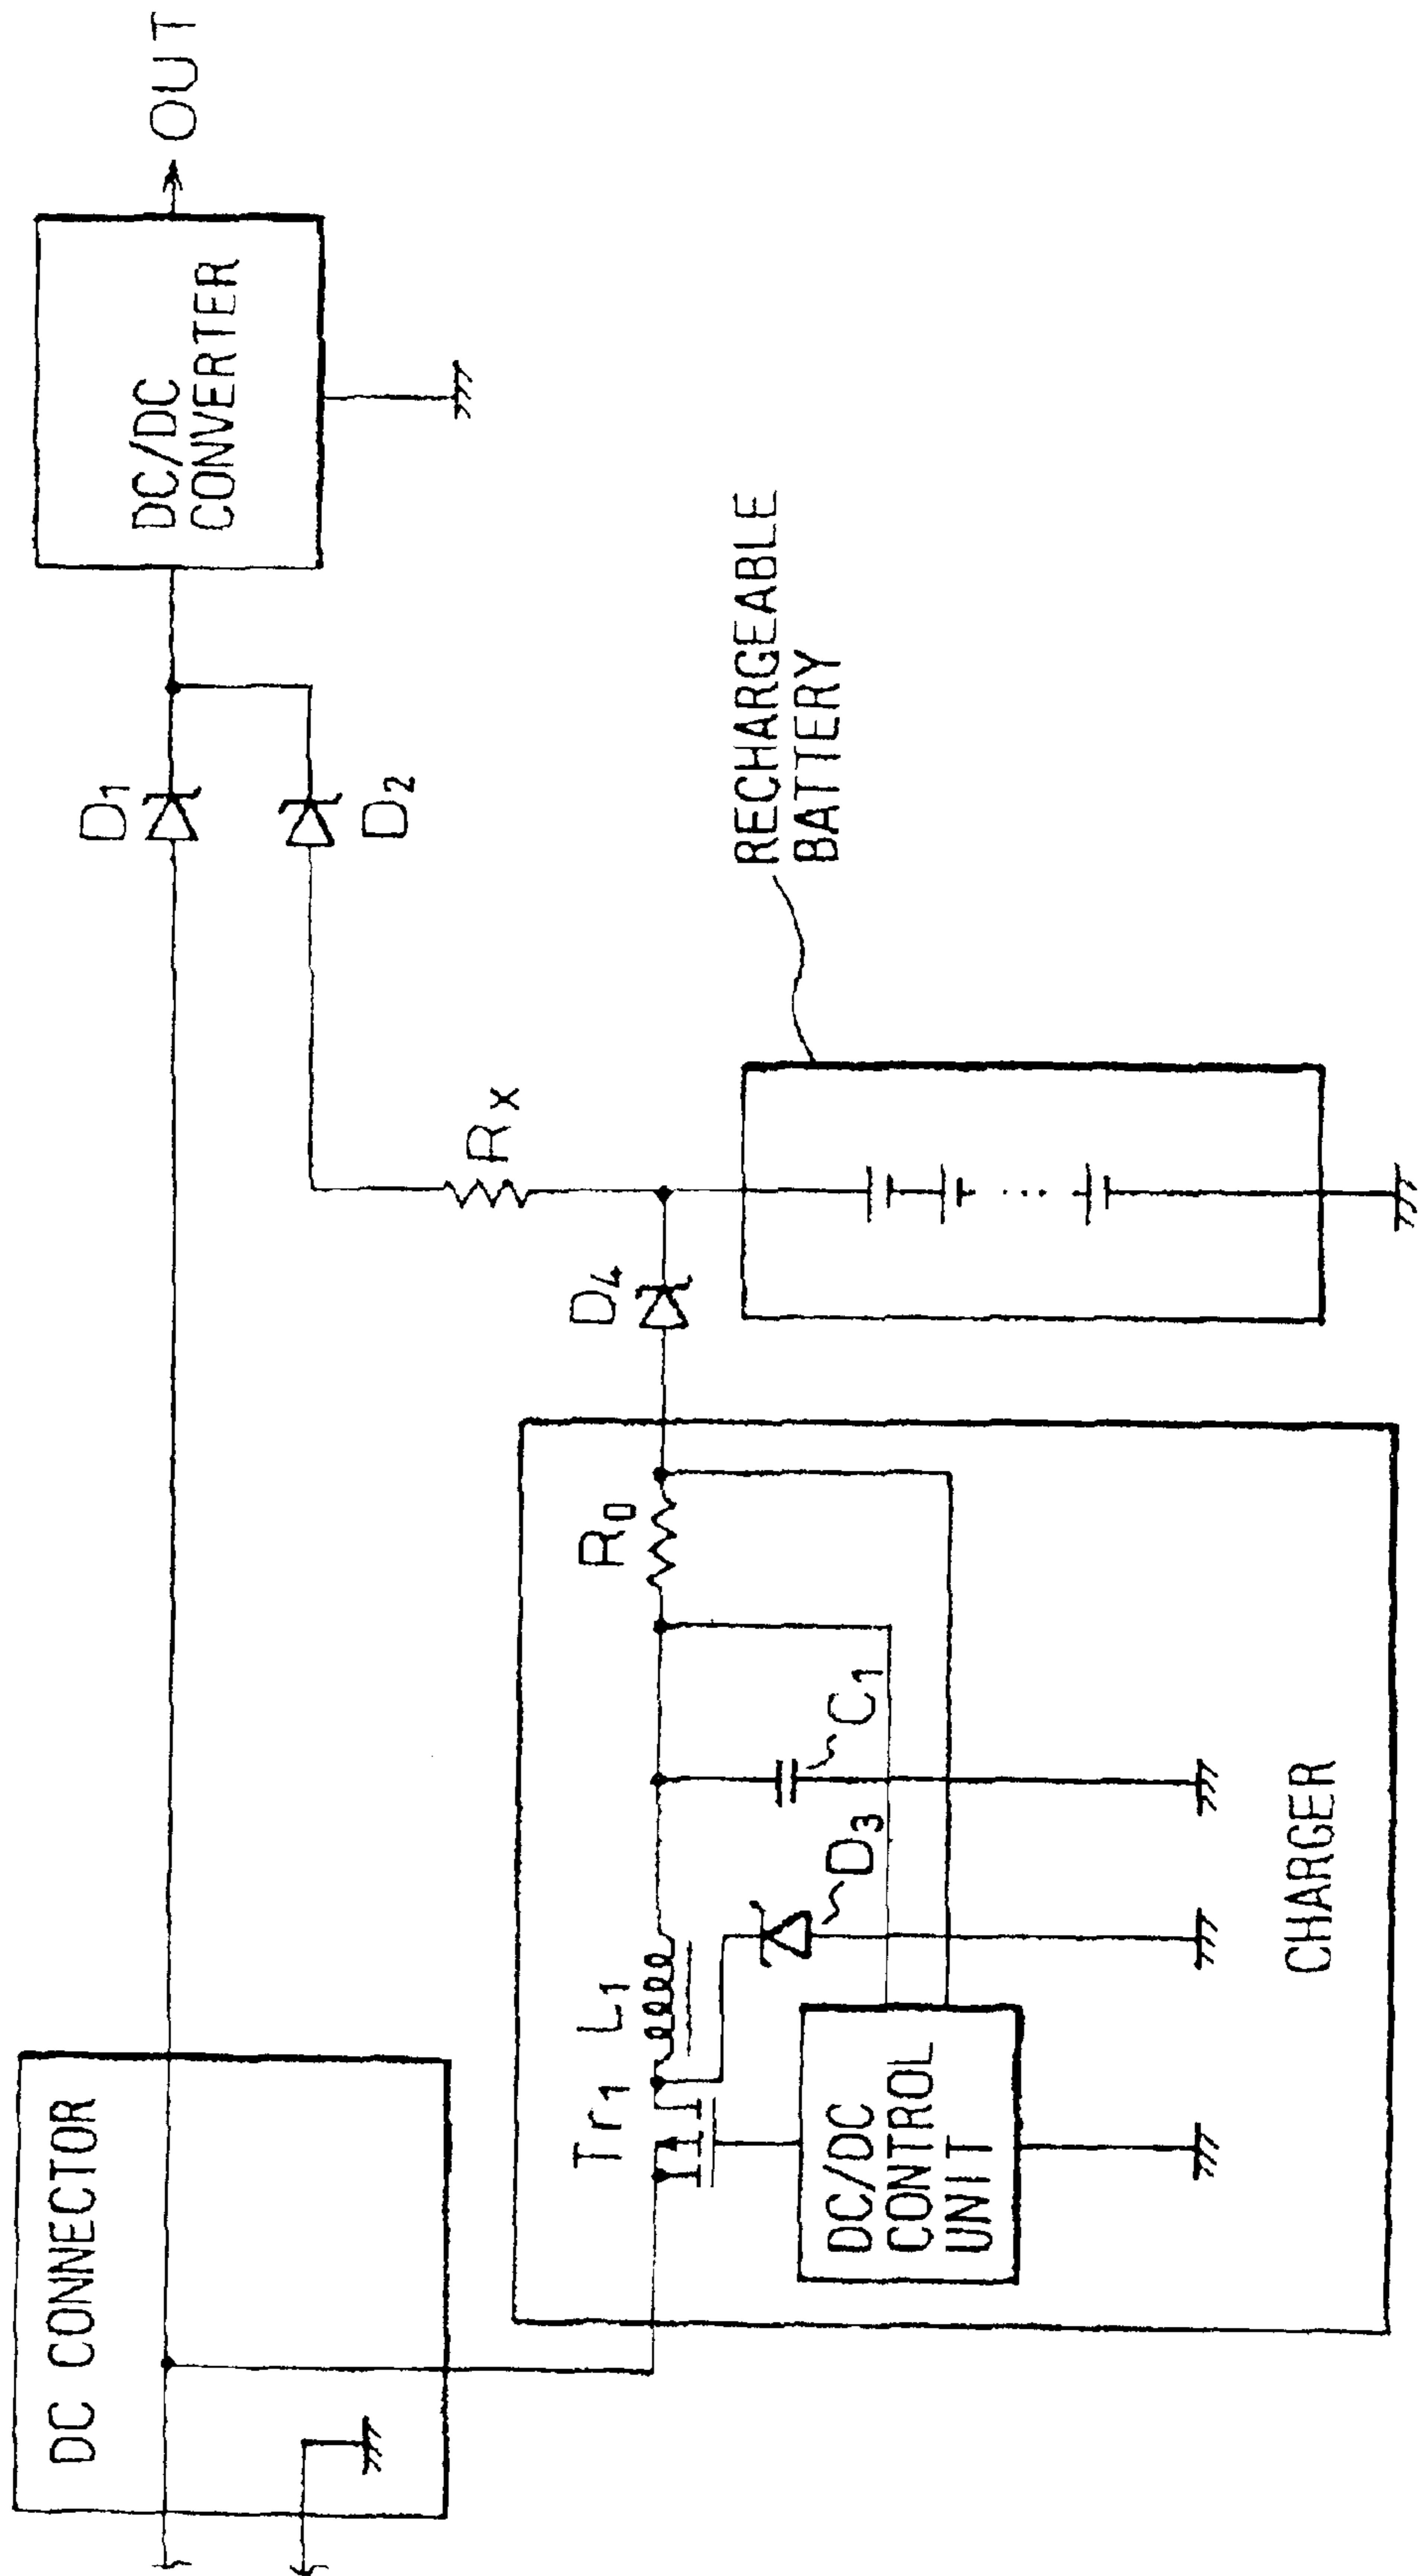 DC CONNECTOR
D1
DC/DC
CONVERTER
OUT
D2
Rx
Tr1
L1
R0
D4
RECHARGEABLE
BATTERY
DC/DC
CONTROL
UNIT
D3
C1
CHARGER